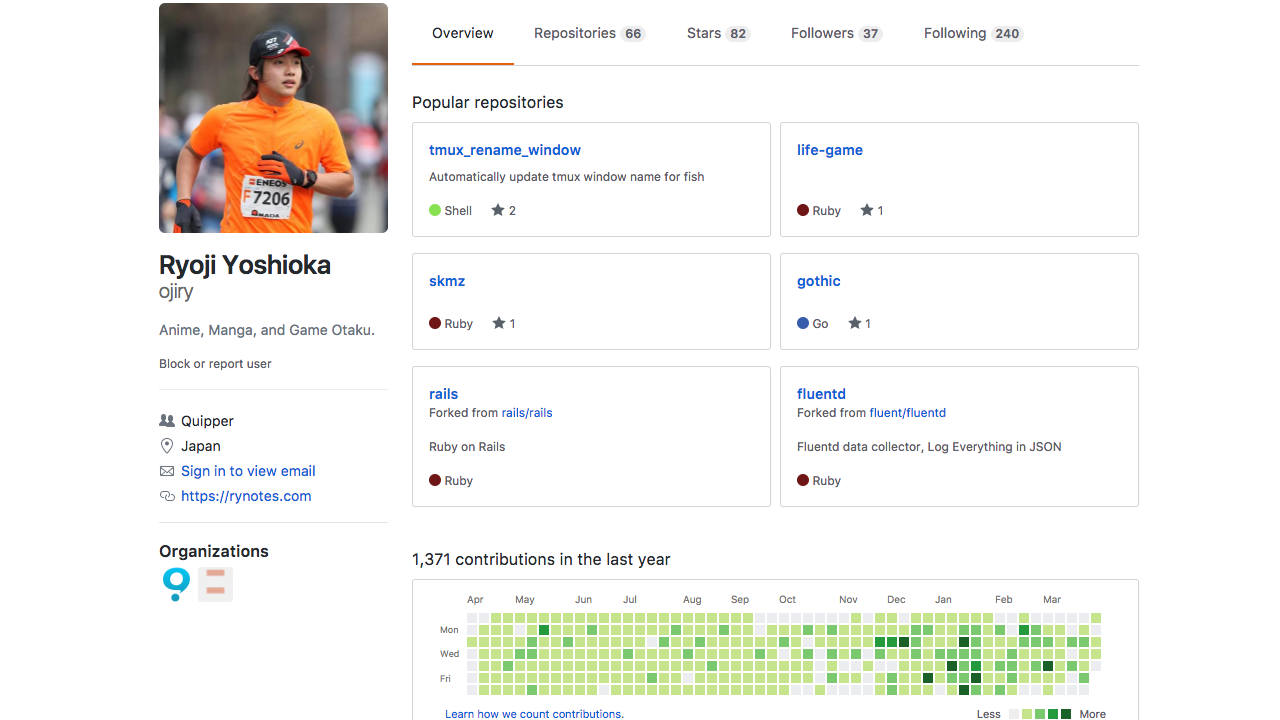 Overview
Repositories 66
Stars 82
Followers 37
Following 240
ENEOS
F7206
Ryoji Yoshioka
ojiry
Anime, Manga, and Game Otaku.
Block or report user
Quipper
Japan
Sign in to view email
https://rynotes.com
Organizations
Popular repositories
tmux_rename_window
Automatically update tmux window name for fish
Shell 2
life-game
Ruby 1
skmz
Ruby 1
gothic
Go 1
rails
Forked from rails/rails
Ruby on Rails
Ruby
fluentd
Forked from fluent/fluentd
Fluentd data collector, Log Everything in JSON
Ruby
1,371 contributions in the last year
Apr May Jun Jul Aug Sep Oct Nov Dec Jan Feb Mar
Mon
Wed
Fri
Learn how we count contributions.
Less More